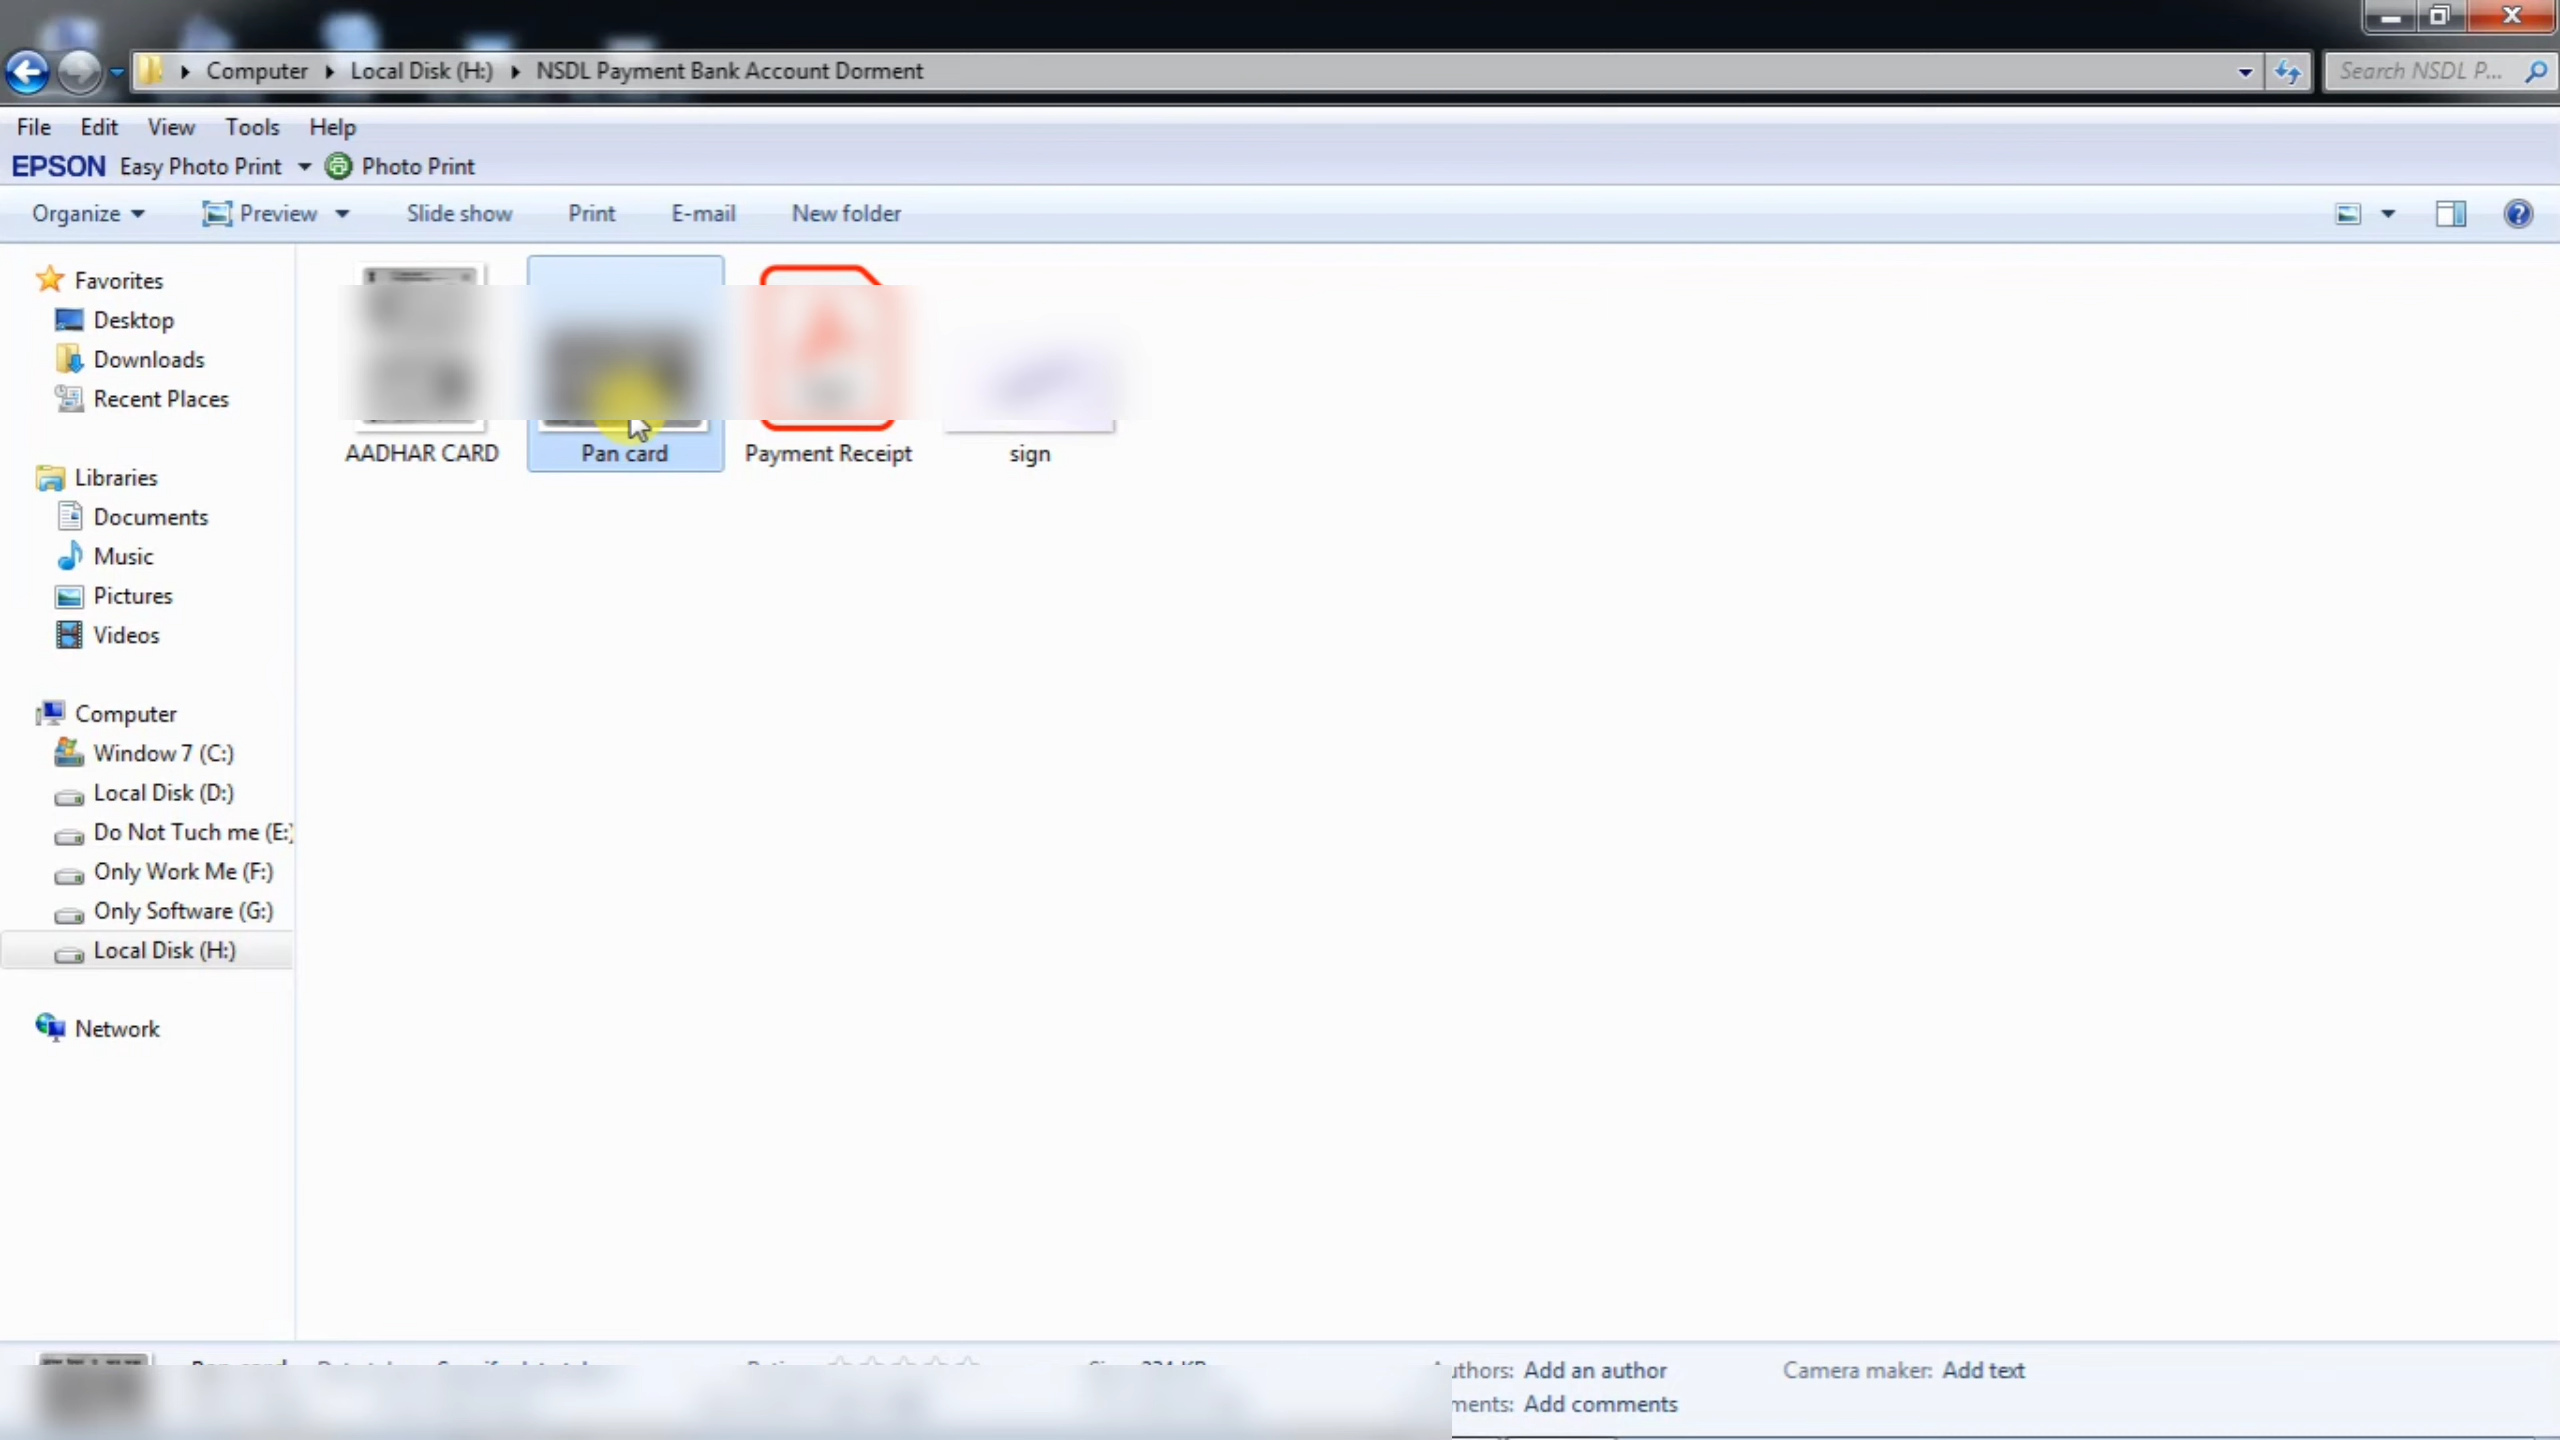 Computer Local Disk (H:) NSDL Payment Bank Account Dorment
Search NSDL P...
File Edit View Tools Help
EPSON Easy Photo Print Photo Print
Organize Preview Slide show Print E-mail New folder
Favorites
Desktop
Downloads
Recent Places
Libraries
Documents
Music
Pictures
Videos
Computer
Window 7 (C:)
Local Disk (D:)
Do Not Tuch me (E:)
Only Work Me (F:)
Only Software (G:)
Local Disk (H:)
Network
AADHAR CARD Pan card Payment Receipt sign
Authors: Add an author Camera maker: Add text
Add comments